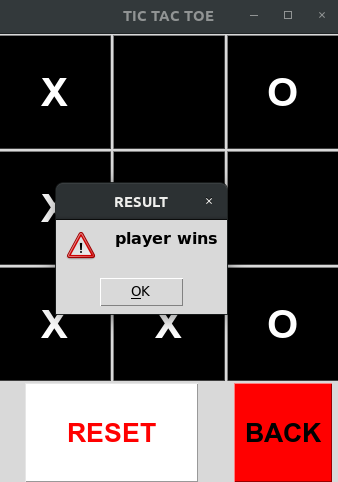 TIC TAC TOE
X O
X
RESULT
player wins
OK
X X O
RESET BACK